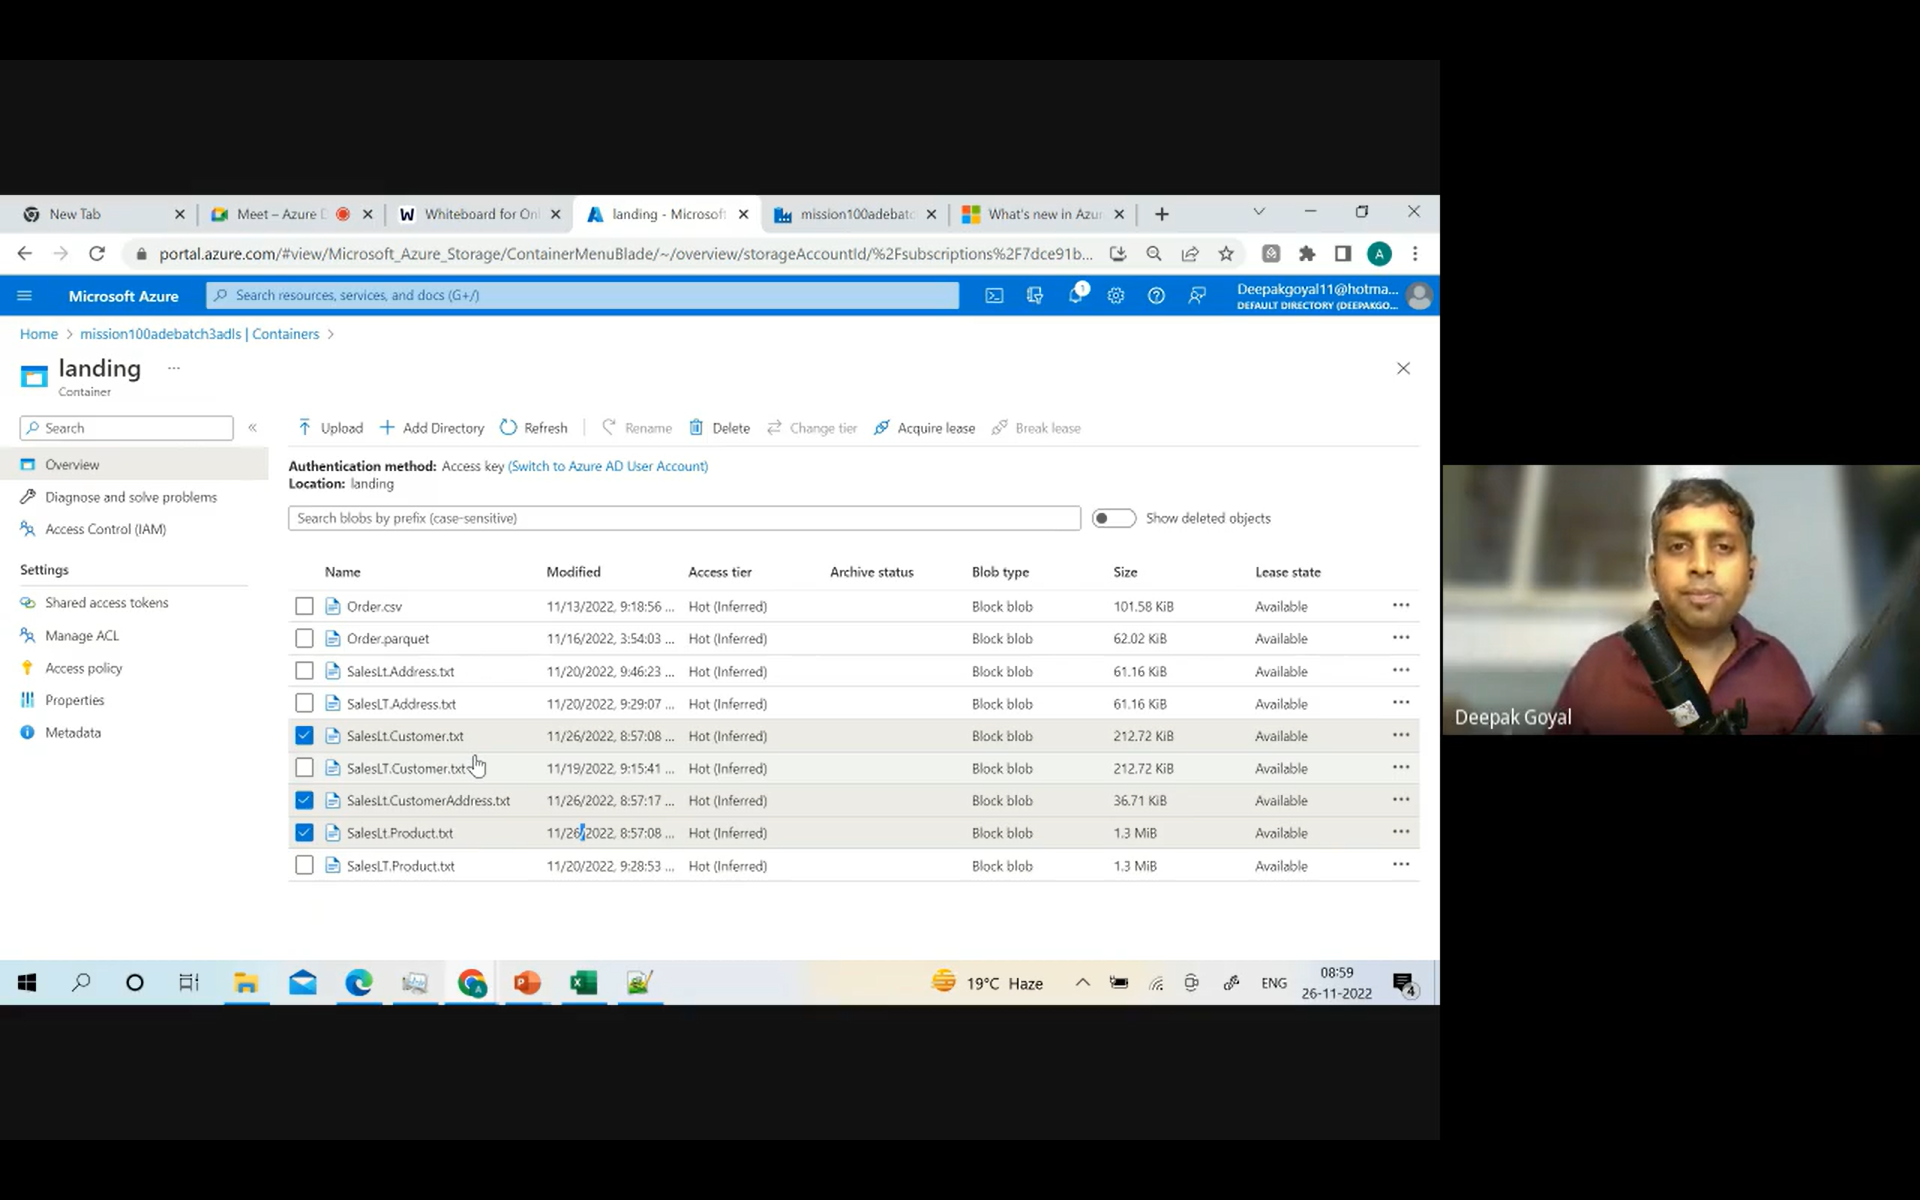 New Tab
Meet – Azure D
Whiteboard for Onl
landing - Microsoft
mission100adebatc
What's new in Azur
portal.azure.com/#view/Microsoft_Azure_Storage/ContainerMenuBlade/~/overview/storageAccountId/%2Fsubscriptions%2F7dce91b...
A
Microsoft Azure
Search resources, services, and docs (G+/)
1
Deepakgoyal11@hotma...
DEFAULT DIRECTORY (DEEPAKGO...
Home > mission100adebatch3adls | Containers >
landing ...
Container
Search
«
Upload
Add Directory
Refresh
Rename
Delete
Change tier
Acquire lease
Break lease
Overview
Diagnose and solve problems
Access Control (IAM)
Settings
Shared access tokens
Manage ACL
Access policy
Properties
Metadata
Authentication method: Access key (Switch to Azure AD User Account)
Location: landing
Search blobs by prefix (case-sensitive)
Show deleted objects
Name Modified Access tier Archive status Blob type Size Lease state
Order.csv 11/13/2022, 9:18:56 ... Hot (Inferred) Block blob 101.58 KiB Available ...
Order.parquet 11/16/2022, 3:54:03 ... Hot (Inferred) Block blob 62.02 KiB Available ...
SalesLt.Address.txt 11/20/2022, 9:46:23 ... Hot (Inferred) Block blob 61.16 KiB Available ...
SalesLT.Address.txt 11/20/2022, 9:29:07 ... Hot (Inferred) Block blob 61.16 KiB Available ...
SalesLt.Customer.txt 11/26/2022, 8:57:08 ... Hot (Inferred) Block blob 212.72 KiB Available ...
SalesLT.Customer.txt 11/19/2022, 9:15:41 ... Hot (Inferred) Block blob 212.72 KiB Available ...
SalesLt.CustomerAddress.txt 11/26/2022, 8:57:17 ... Hot (Inferred) Block blob 36.71 KiB Available ...
SalesLt.Product.txt 11/26/2022, 8:57:08 ... Hot (Inferred) Block blob 1.3 MiB Available ...
SalesLT.Product.txt 11/20/2022, 9:28:53 ... Hot (Inferred) Block blob 1.3 MiB Available ...
Deepak Goyal
19°C Haze
ENG
08:59
26-11-2022
4